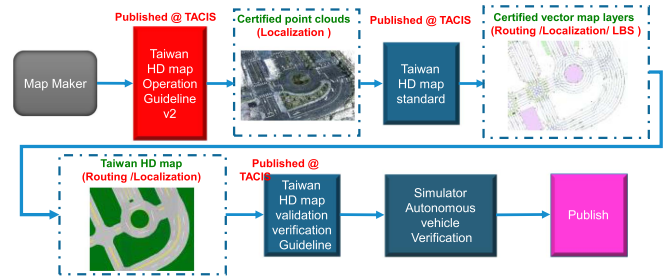 Published @ TACIS
Certified point clouds
(Localization )
Published @ TACIS
Certified vector map layers
(Routing /Localization/ LBS )
Map Maker
Taiwan
HD map
Operation
Guideline
v2
Taiwan
HD map
standard
Taiwan HD map
(Routing /Localization)
Published @
TACIS
Taiwan
HD map
validation
verification
Guideline
Simulator
Autonomous
vehicle
Verification
Publish